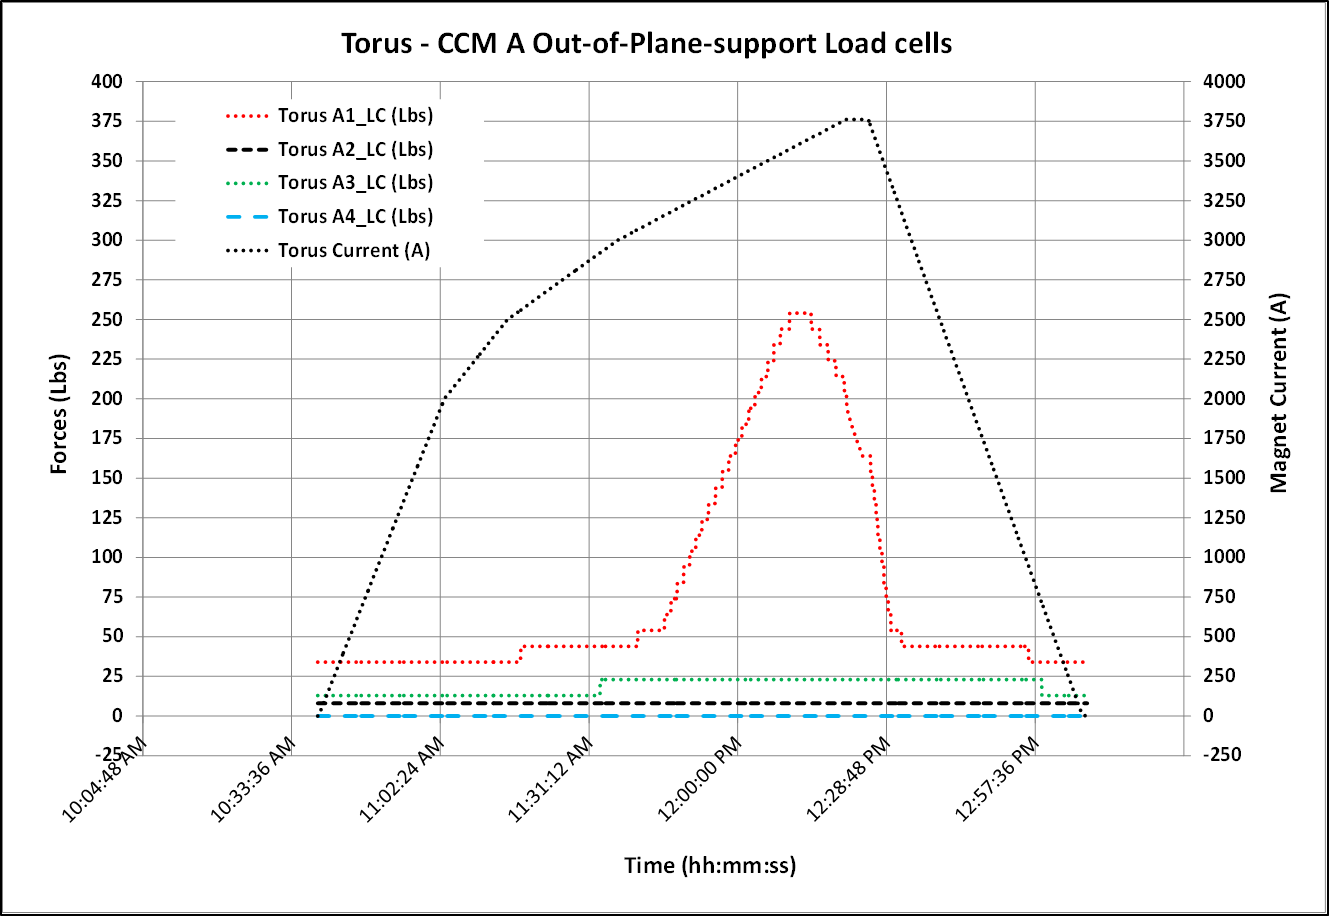 Torus - CCM A Out-of-Plane-support Load cells
400
375
350
325
300
275
250
225
200
175
150
125
100
75
50
25
0
-25
Forces (Lbs)
Torus A1_LC (Lbs)
Torus A2_LC (Lbs)
Torus A3_LC (Lbs)
Torus A4_LC (Lbs)
Torus Current (A)
4000
3750
3500
3250
3000
2750
2500
2250
2000
1750
1500
1250
1000
750
500
250
0
-250
Magnet Current (A)
10:04:48 AM
10:33:36 AM
11:02:24 AM
11:31:12 AM
12:00:00 PM
12:28:48 PM
12:57:36 PM
Time (hh:mm:ss)